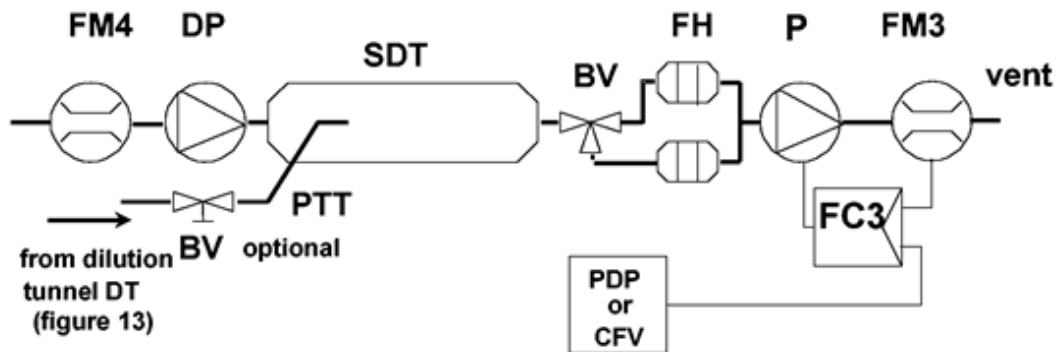 FM4 DP SDT BV FH P FM3
vent
PTT
BV optional
from dilution
tunnel DT
(figure 13)
FC3
PDP
or
CFV